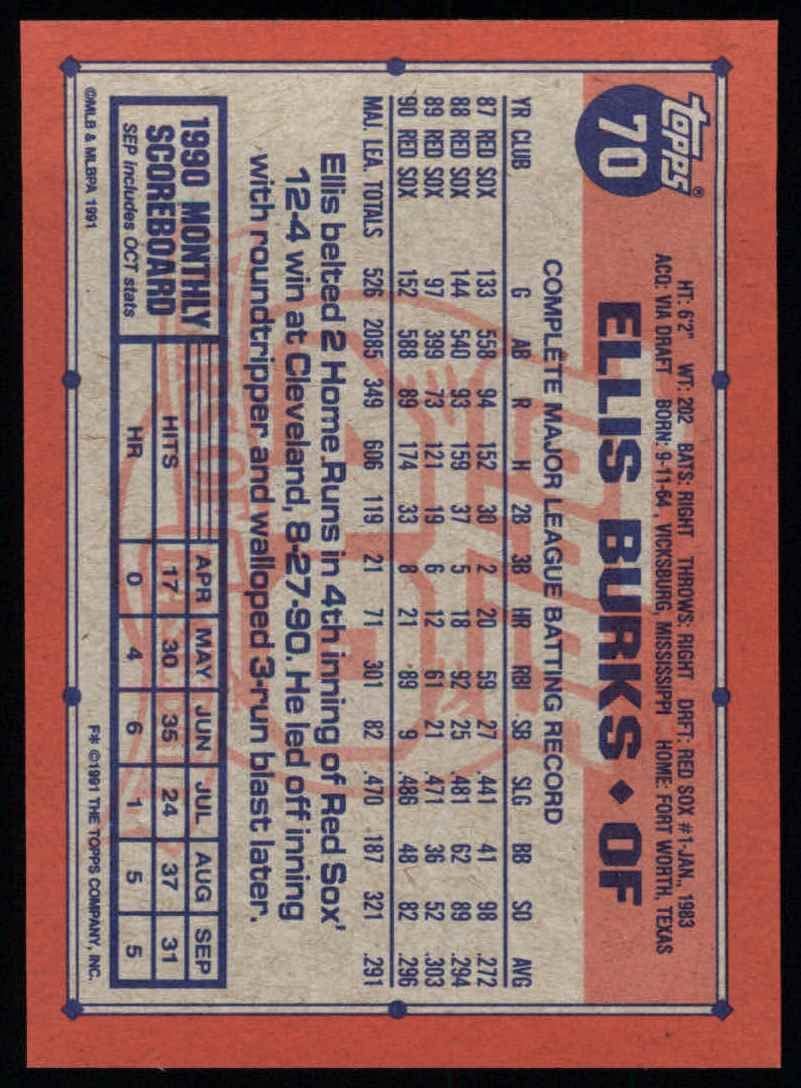 topps®
70
HT: 6'2" WT: 202 BATS: RIGHT THROWS: RIGHT DRFT: RED SOX #1-JAN., 1983
ACQ: VIA DRAFT BORN: 9-11-64, VICKSBURG, MISSISSIPPI HOME: FORT WORTH, TEXAS
ELLIS BURKS ◆ OF
COMPLETE MAJOR LEAGUE BATTING RECORD
YR CLUB G AB R H 2B 3B HR RBI SB SLG BB SO AVG
87 RED SOX 133 558 94 152 30 2 20 59 27 .441 41 98 .272
88 RED SOX 144 540 93 159 37 5 18 92 25 .481 62 89 .294
89 RED SOX 97 399 73 121 19 6 12 61 21 .471 36 52 .303
90 RED SOX 152 588 89 174 33 8 21 89 9 .486 48 82 .296
MAJ. LEA. TOTALS 526 2085 349 606 119 21 71 301 82 .470 187 321 .291
Ellis belted 2 Home Runs in 4th inning of Red Sox'
12-4 win at Cleveland, 8-27-90. He led off inning
with roundtripper and walloped 3-run blast later.
1990 MONTHLY
SCOREBOARD
SEP includes OCT stats
APR MAY JUN JUL AUG SEP
HITS 17 30 35 24 37 31
HR 0 4 6 1 5 5
©MLB & MLBPA 1991
F* ©1991 THE TOPPS COMPANY, INC.